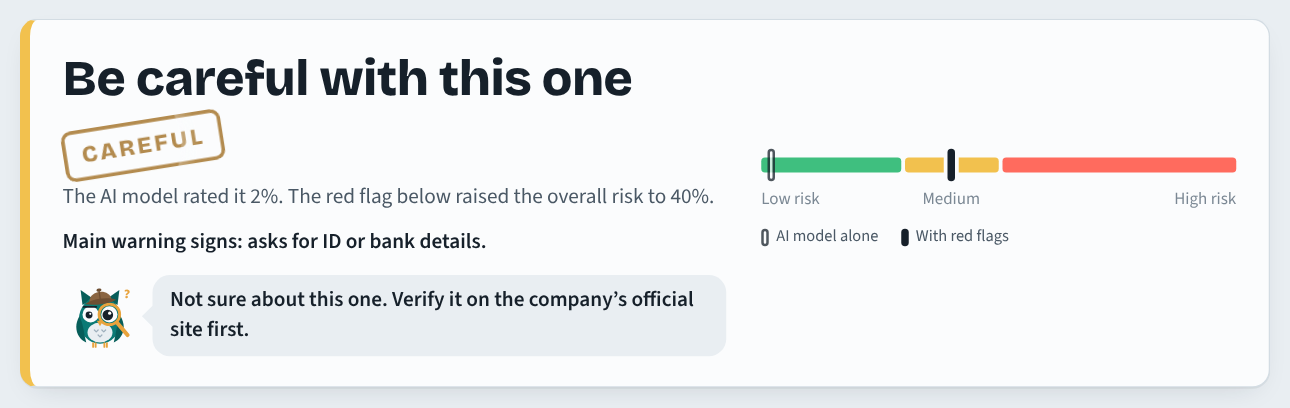 Be careful with this one
CAREFUL
The AI model rated it 2%. The red flag below raised the overall risk to 40%.
Main warning signs: asks for ID or bank details.
?
Not sure about this one. Verify it on the company’s official
site first.
Low risk
Medium
High risk
AI model alone
With red flags